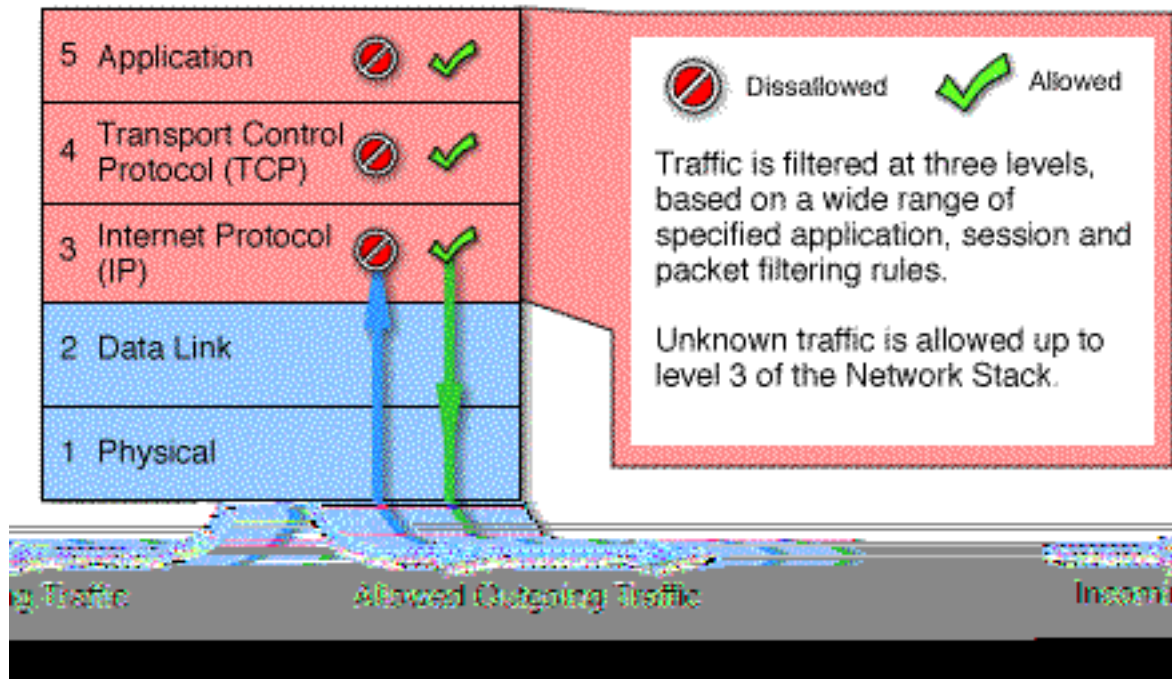 5 Application
4 Transport Control
Protocol (TCP)
3 Internet Protocol
(IP)
2 Data Link
1 Physical
Dissallowed
Allowed
Traffic is filtered at three levels,
based on a wide range of
specified application, session and
packet filtering rules.
Unknown traffic is allowed up to
level 3 of the Network Stack.
Traffic
Allowed Outgoing Traffic